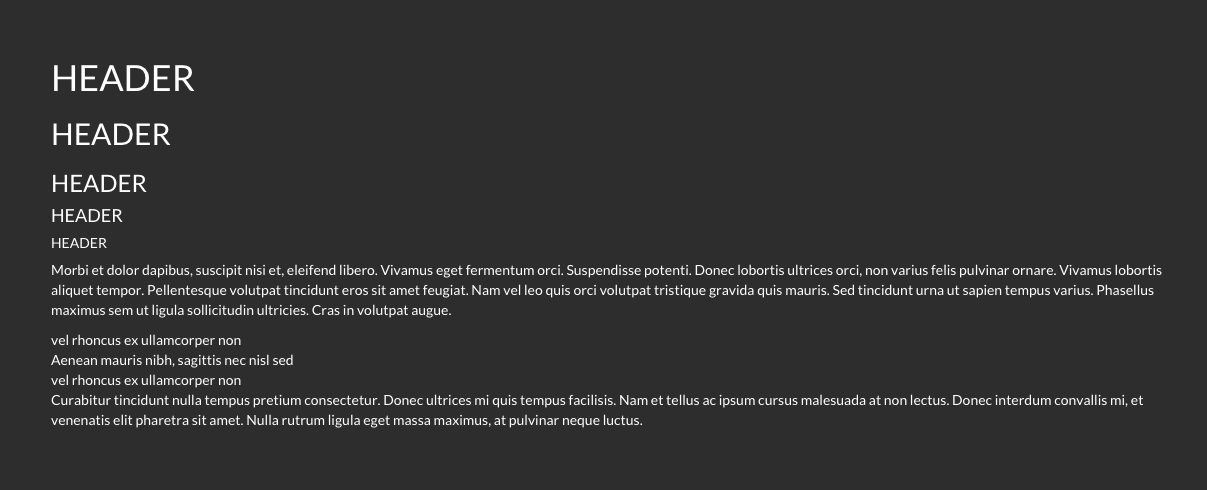 HEADER
HEADER
HEADER
HEADER
HEADER
Morbi et dolor dapibus, suscipit nisi et, eleifend libero. Vivamus eget fermentum orci. Suspendisse potenti. Donec lobortis ultrices orci, non varius felis pulvinar ornare. Vivamus lobortis
aliquet tempor. Pellentesque volutpat tincidunt eros sit amet feugiat. Nam vel leo quis orci volutpat tristique gravida quis mauris. Sed tincidunt urna ut sapien tempus varius. Phasellus
maximus sem ut ligula sollicitudin ultricies. Cras in volutpat augue.
vel rhoncus ex ullamcorper non
Aenean mauris nibh, sagittis nec nisl sed
vel rhoncus ex ullamcorper non
Curabitur tincidunt nulla tempus pretium consectetur. Donec ultrices mi quis tempus facilisis. Nam et tellus ac ipsum cursus malesuada at non lectus. Donec interdum convallis mi, et
venenatis elit pharetra sit amet. Nulla rutrum ligula eget massa maximus, at pulvinar neque luctus.